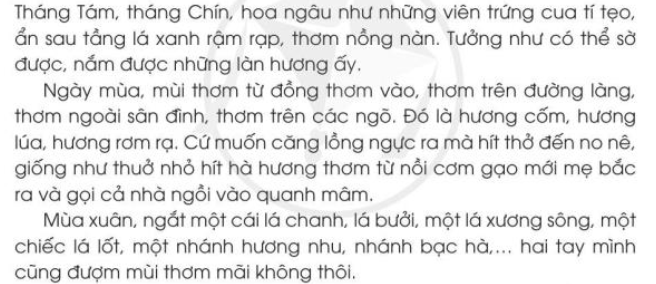 Tháng Tám, tháng Chín, hoa ngâu như những viên trứng cua tí tẹo,
ẩn sau tầng lá xanh rậm rạp, thơm nồng nàn. Tưởng như có thể sờ
được, nắm được những làn hương ấy.
Ngày mùa, mùi thơm từ đồng thơm vào, thơm trên đường làng,
thơm ngoài sân đình, thơm trên các ngõ. Đó là hương cốm, hương
lúa, hương rơm rạ. Cứ muốn căng lồng ngực ra mà hít thở đến no nê,
giống như thuở nhỏ hít hà hương thơm từ nồi cơm gạo mới mẹ bắc
ra và gọi cả nhà ngồi vào quanh mâm.
Mùa xuân, ngắt một cái lá chanh, lá bưởi, một lá xương sông, một
chiếc lá lốt, một nhánh hương nhu, nhánh bạc hà,... hai tay mình
cũng đượm mùi thơm mãi không thôi.